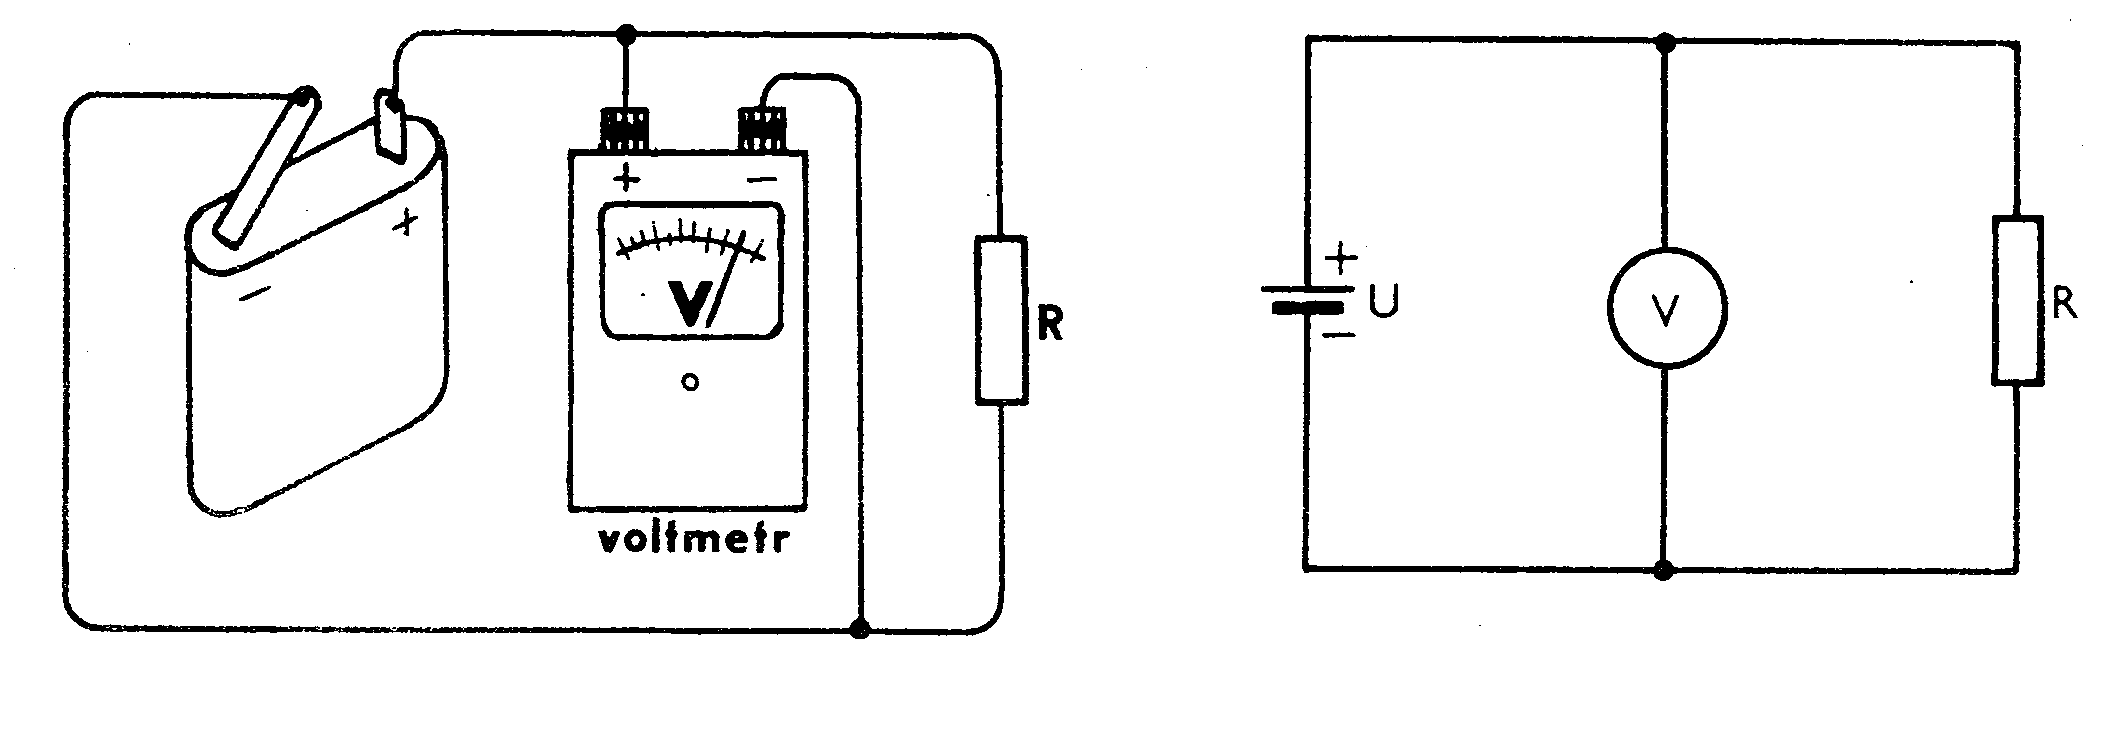 + −
+
−
V
R
voltmetr
+
U
−
V
R